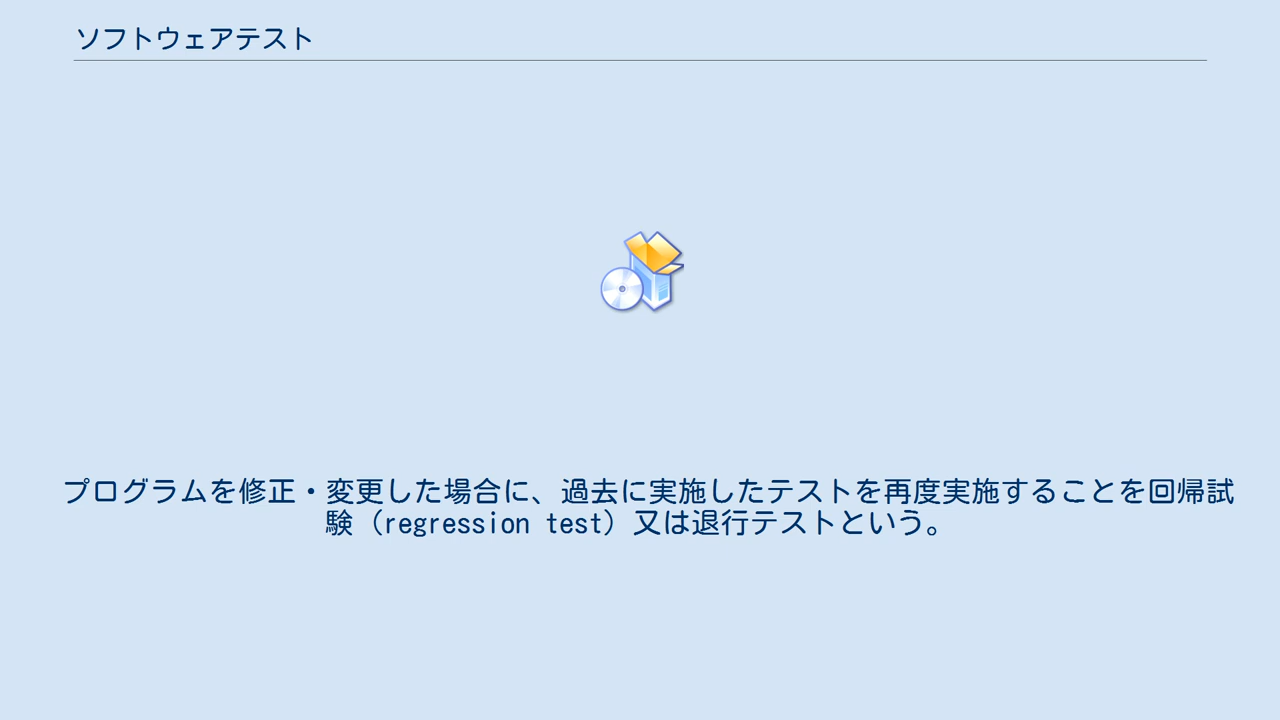 ソフトウェアテスト
プログラムを修正・変更した場合に、過去に実施したテストを再度実施することを回帰試
験（regression test）又は退行テストという。